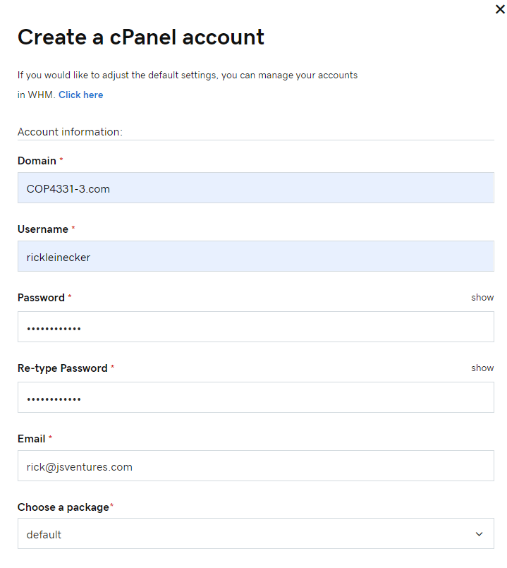 Create a cPanel account
If you would like to adjust the default settings, you can manage your accounts
in WHM. Click here
Account information:
Domain *
COP4331-3.com
Username *
rickleinecker
Password * show
••••••••••••
Re-type Password * show
••••••••••••
Email *
rick@jsventures.com
Choose a package*
default